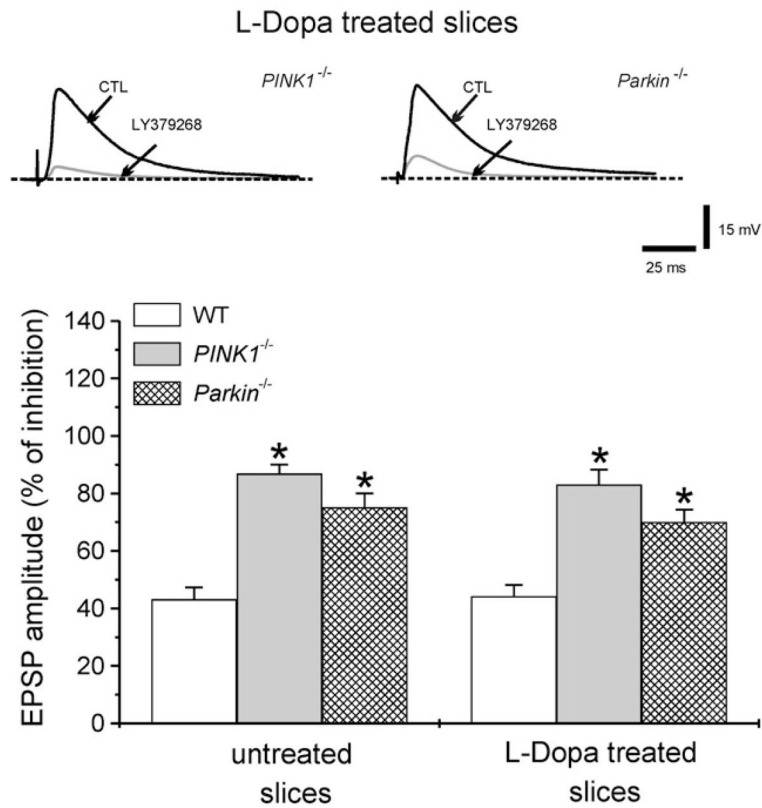 L-Dopa treated slices
CTL
PINK1-/-
LY379268
CTL
Parkin-/-
LY379268
15 mV
25 ms
EPSP amplitude (% of inhibition)
140
120
100
80
60
40
20
0
WT
PINK1-/-
Parkin-/-
* * * *
untreated
slices
L-Dopa treated
slices